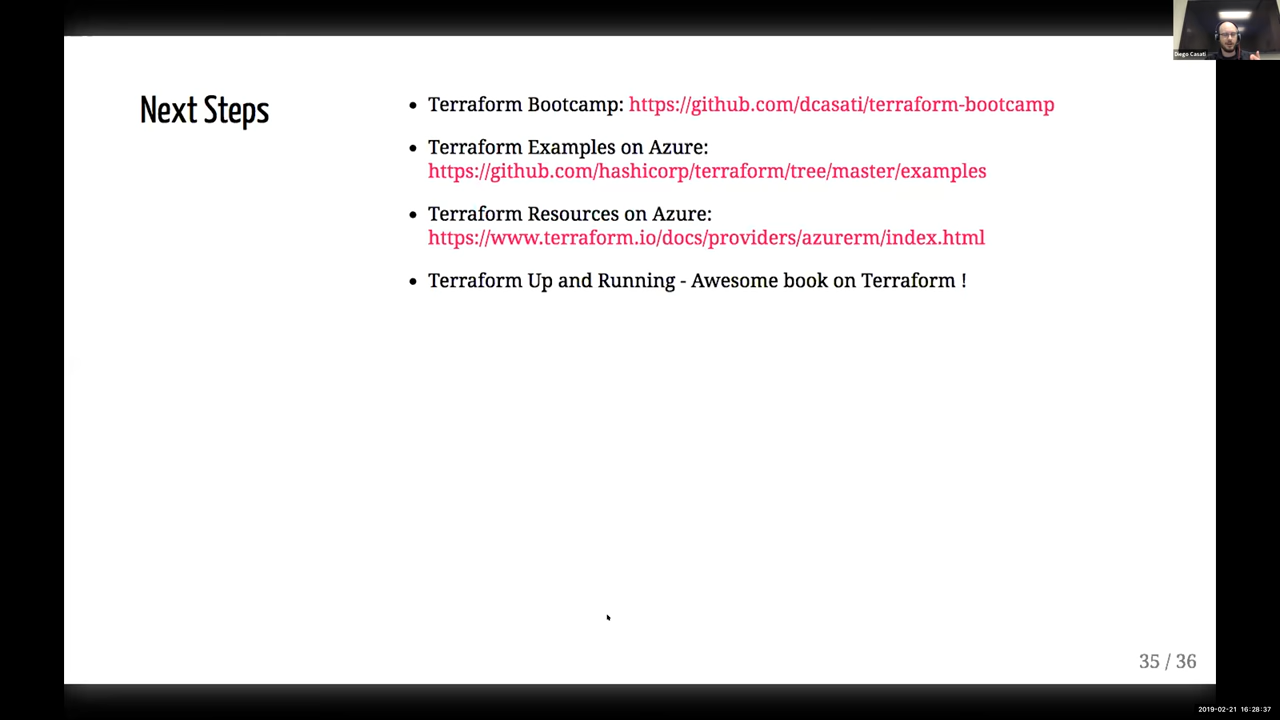 Diego Casati
Next Steps
• Terraform Bootcamp: https://github.com/dcasati/terraform-bootcamp
• Terraform Examples on Azure:
https://github.com/hashicorp/terraform/tree/master/examples
• Terraform Resources on Azure:
https://www.terraform.io/docs/providers/azurerm/index.html
• Terraform Up and Running - Awesome book on Terraform !
35 / 36
2019-02-21 16:28:37